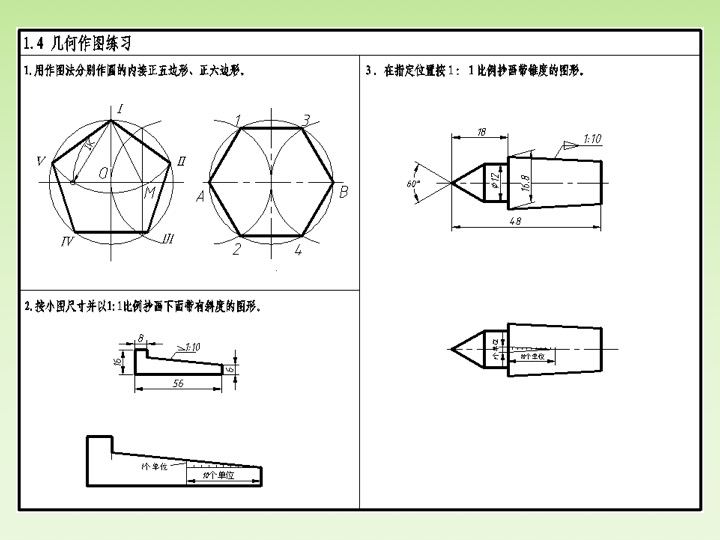 1.4 几何作图练习
1.用作图法分别作圆的内接正五边形、正六边形。
I
V
II
1K
O
M
IV
III
1
3
A
B
2
4
2.按小图尺寸并以1:1比例抄画下面带有斜度的图形。
8
1:10
16
6
56
1个单位
10个单位
3. 在指定位置按 1: 1 比例抄画带锥度的图形。
18
1:10
60°
φ12
16.8
48
1个单位
10个单位